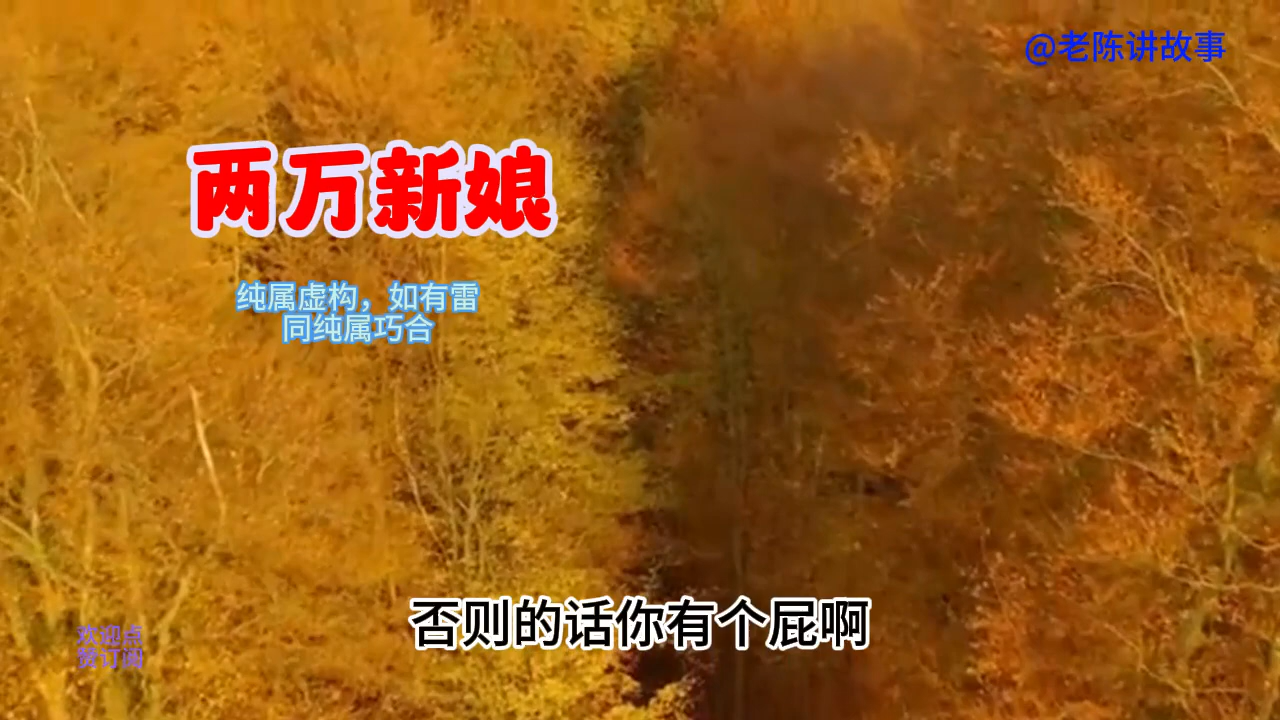 @老陈讲故事
两万新娘
纯属虚构，如有雷
同纯属巧合
否则的话你有个屁啊
欢迎点
赞订阅